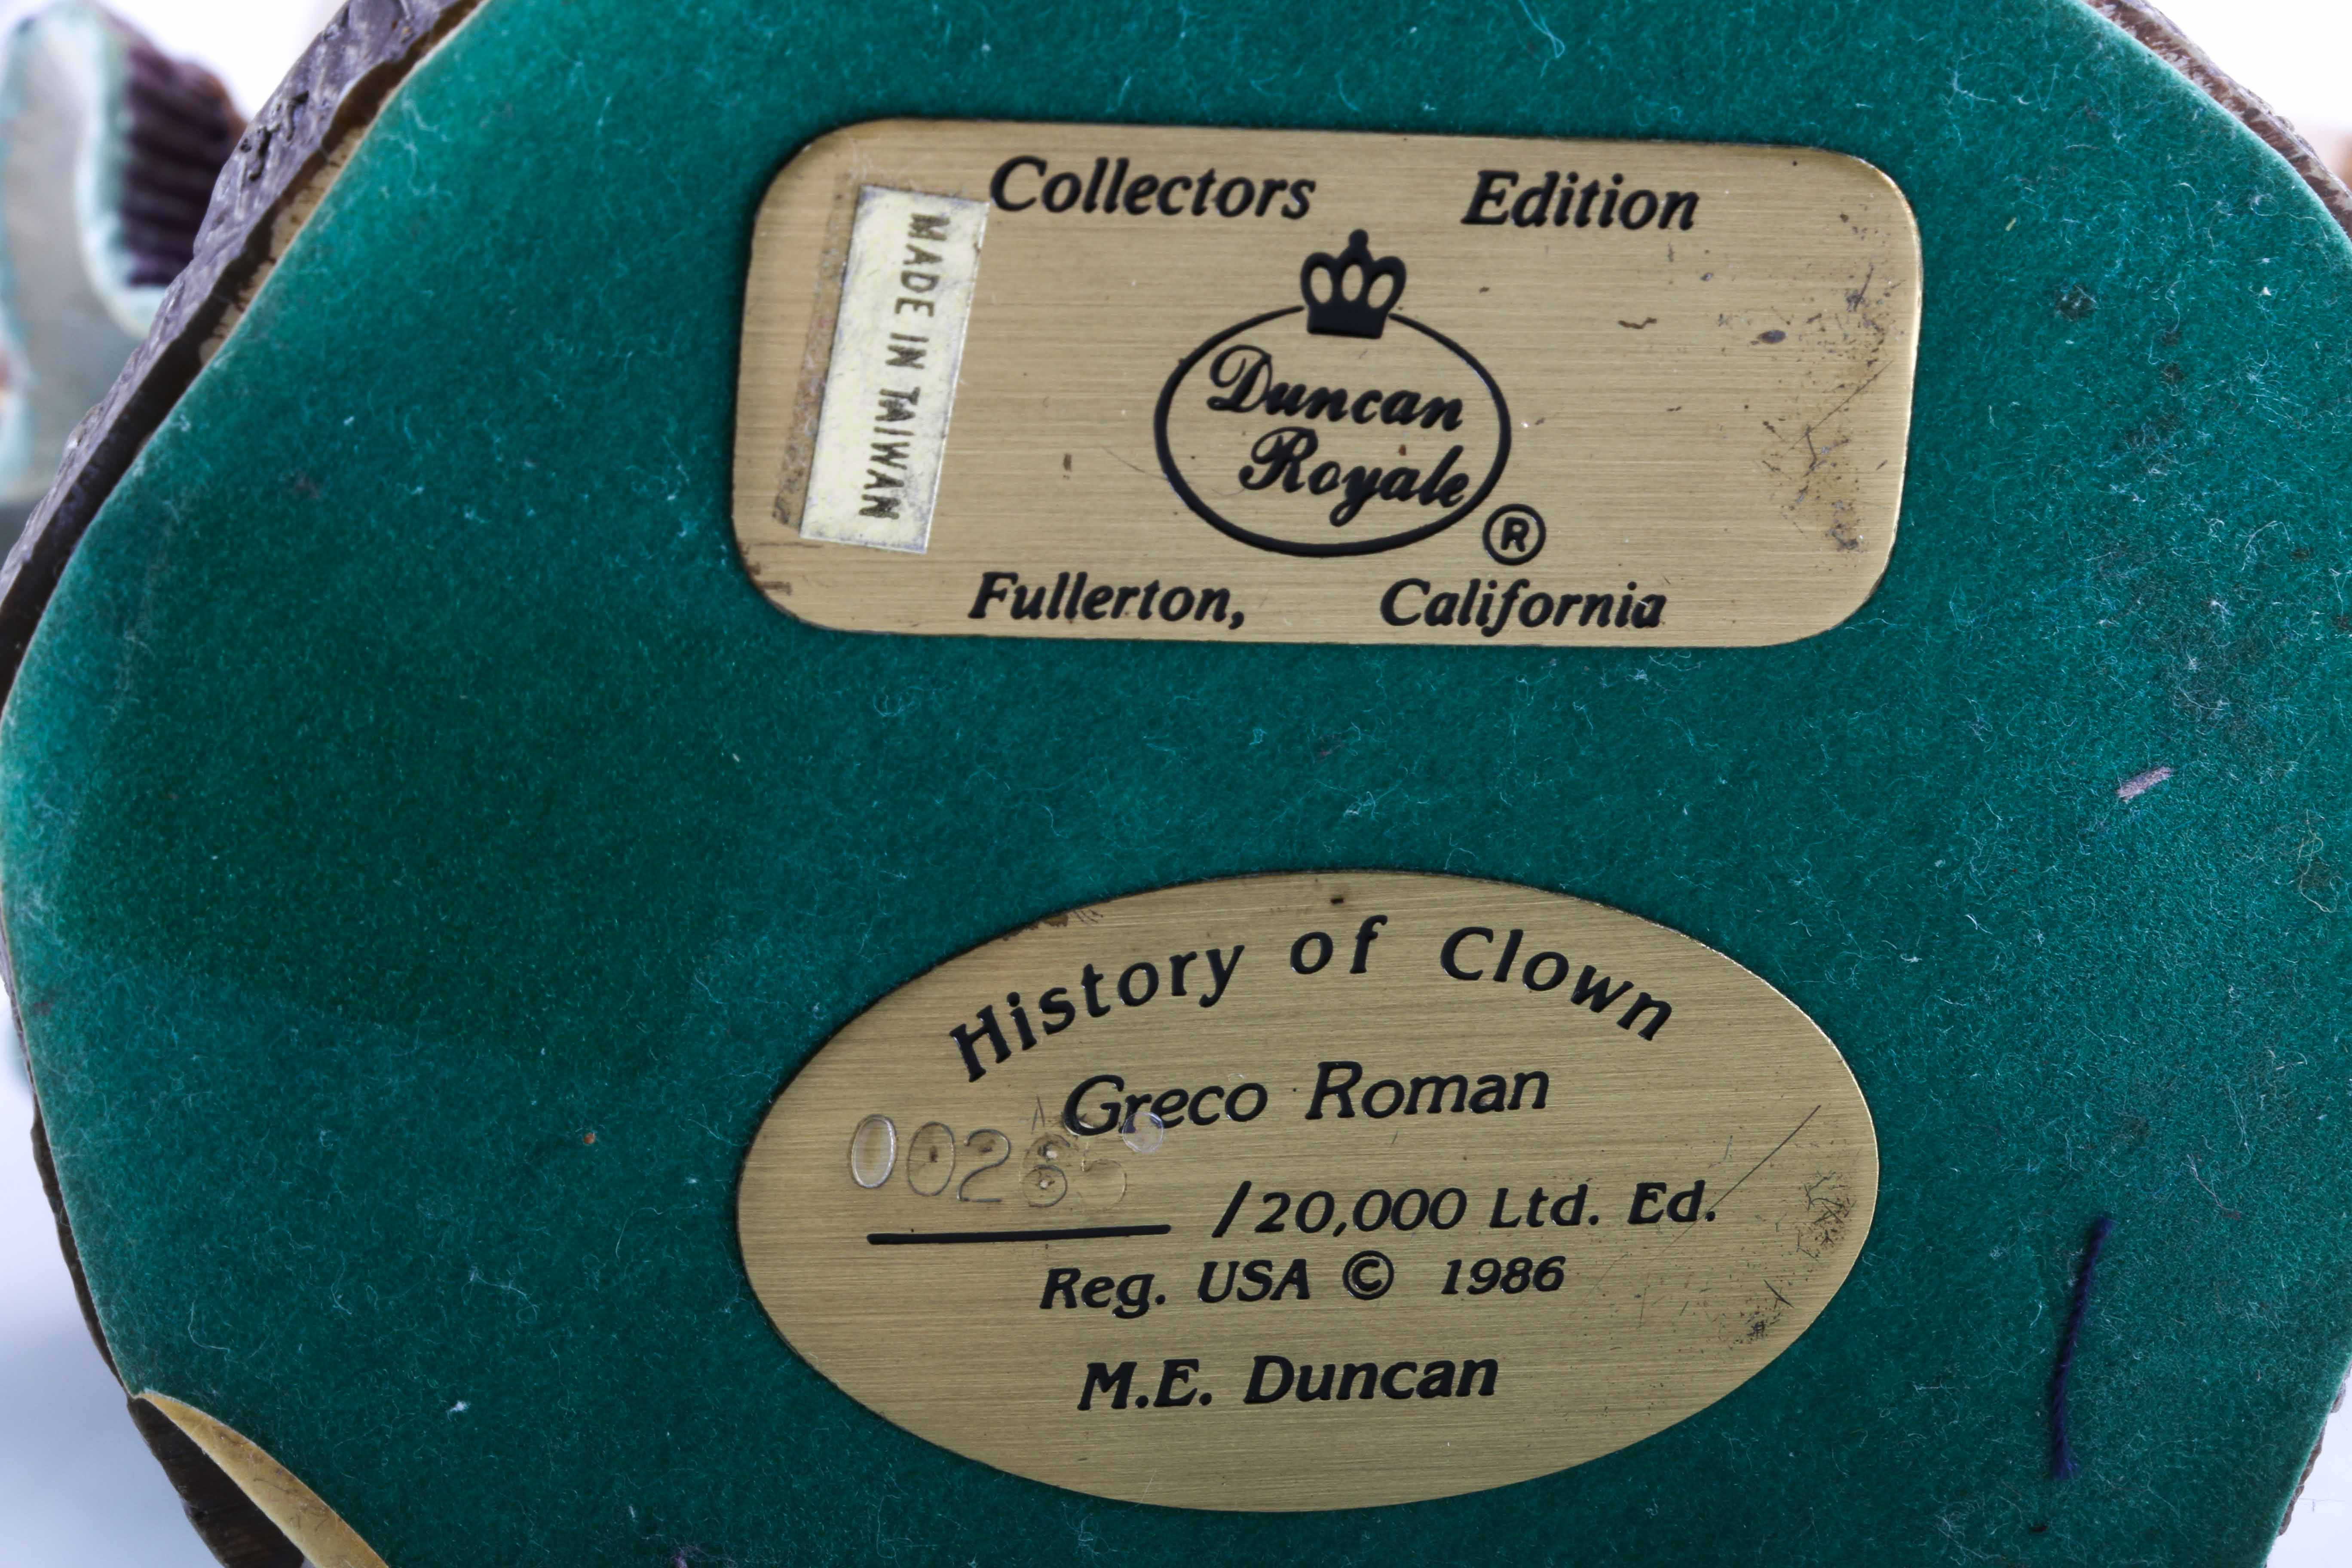 Collectors Edition
MADE IN TAIWAN
Duncan
Royale
®
Fullerton, California
History of Clown
Greco Roman
/20,000 Ltd. Ed.
Reg. USA © 1986
M.E. Duncan